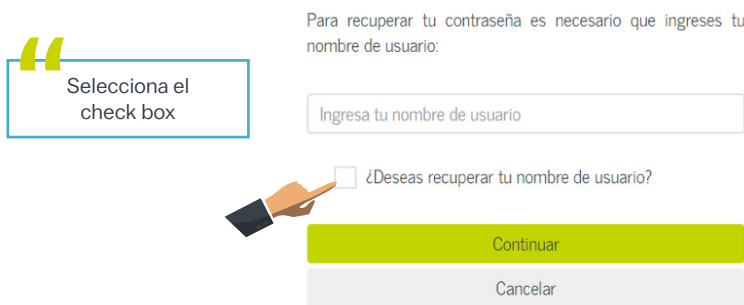 Para recuperar tu contraseña es necesario que ingreses tu
nombre de usuario:
“
Selecciona el
check box
Ingresa tu nombre de usuario
¿Deseas recuperar tu nombre de usuario?
Continuar
Cancelar